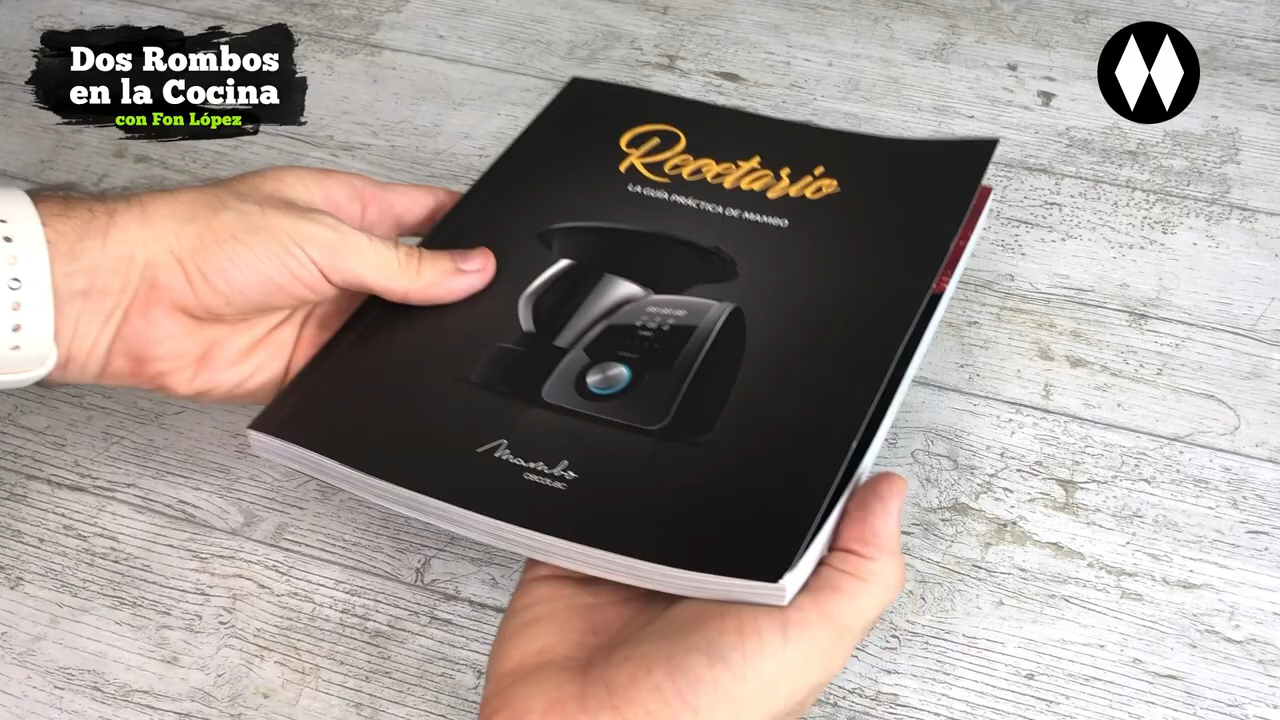 Dos Rombos
en la Cocina
con Fon López
Recetario
LA GUÍA PRÁCTICA DE MAMBO
Mambo
cecotec